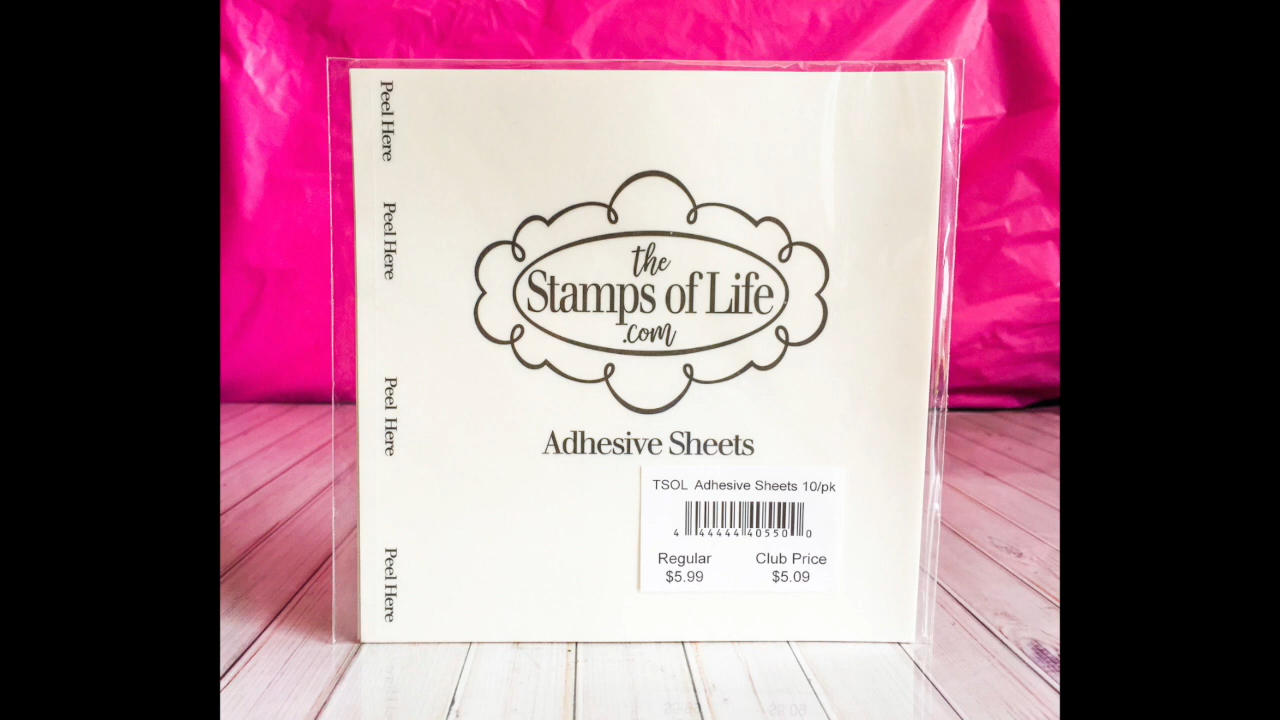 Peel Here
Peel Here
Peel Here
Peel Here
the
Stamps of Life
.com
Adhesive Sheets
TSOL Adhesive Sheets 10/pk
4 44444 40550 0
Regular Club Price
$5.99 $5.09